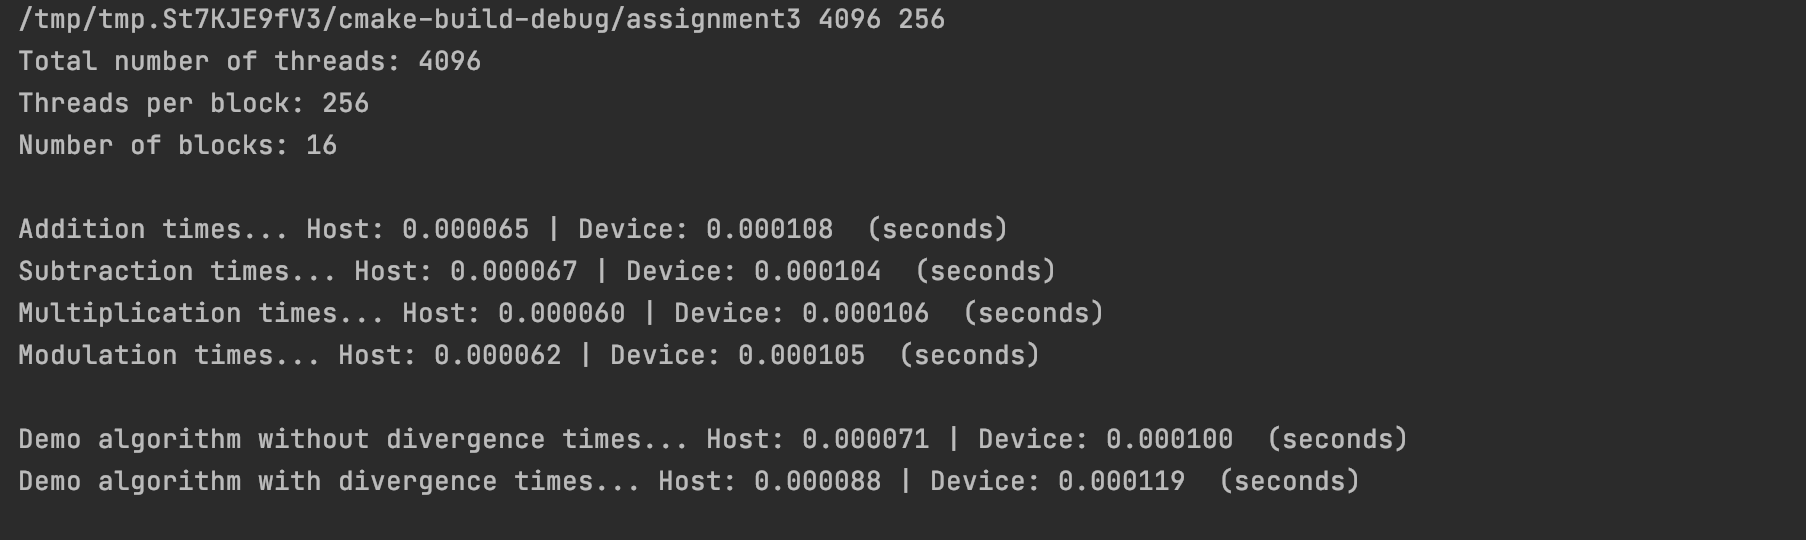 /tmp/tmp.St7KJE9fV3/cmake-build-debug/assignment3 4096 256
Total number of threads: 4096
Threads per block: 256
Number of blocks: 16
Addition times... Host: 0.000065 | Device: 0.000108  (seconds)
Subtraction times... Host: 0.000067 | Device: 0.000104  (seconds)
Multiplication times... Host: 0.000060 | Device: 0.000106  (seconds)
Modulation times... Host: 0.000062 | Device: 0.000105  (seconds)
Demo algorithm without divergence times... Host: 0.000071 | Device: 0.000100  (seconds)
Demo algorithm with divergence times... Host: 0.000088 | Device: 0.000119  (seconds)